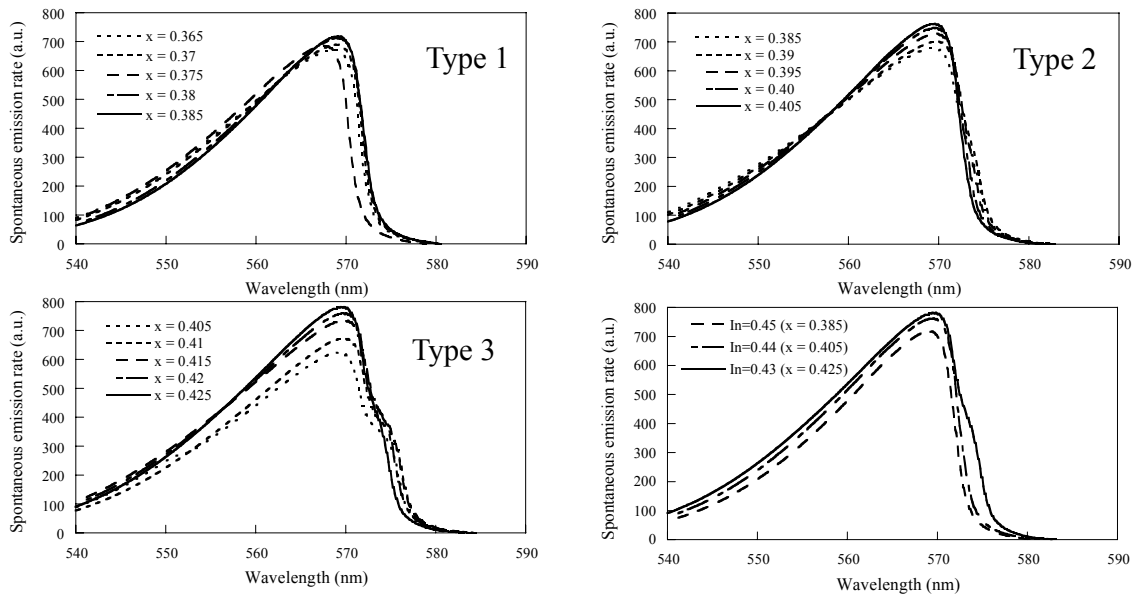 Type 1
Spontaneous emission rate (a.u.)
800
700
600
500
400
300
200
100
0
x = 0.365
x = 0.37
x = 0.375
x = 0.38
x = 0.385
540 550 560 570 580 590
Wavelength (nm)
Type 2
Spontaneous emission rate (a.u.)
800
700
600
500
400
300
200
100
0
x = 0.385
x = 0.39
x = 0.395
x = 0.40
x = 0.405
540 550 560 570 580 590
Wavelength (nm)
Type 3
Spontaneous emission rate (a.u.)
800
700
600
500
400
300
200
100
0
x = 0.405
x = 0.41
x = 0.415
x = 0.42
x = 0.425
540 550 560 570 580 590
Wavelength (nm)
Spontaneous emission rate (a.u.)
800
700
600
500
400
300
200
100
0
In=0.45 (x = 0.385)
In=0.44 (x = 0.405)
In=0.43 (x = 0.425)
540 550 560 570 580 590
Wavelength (nm)